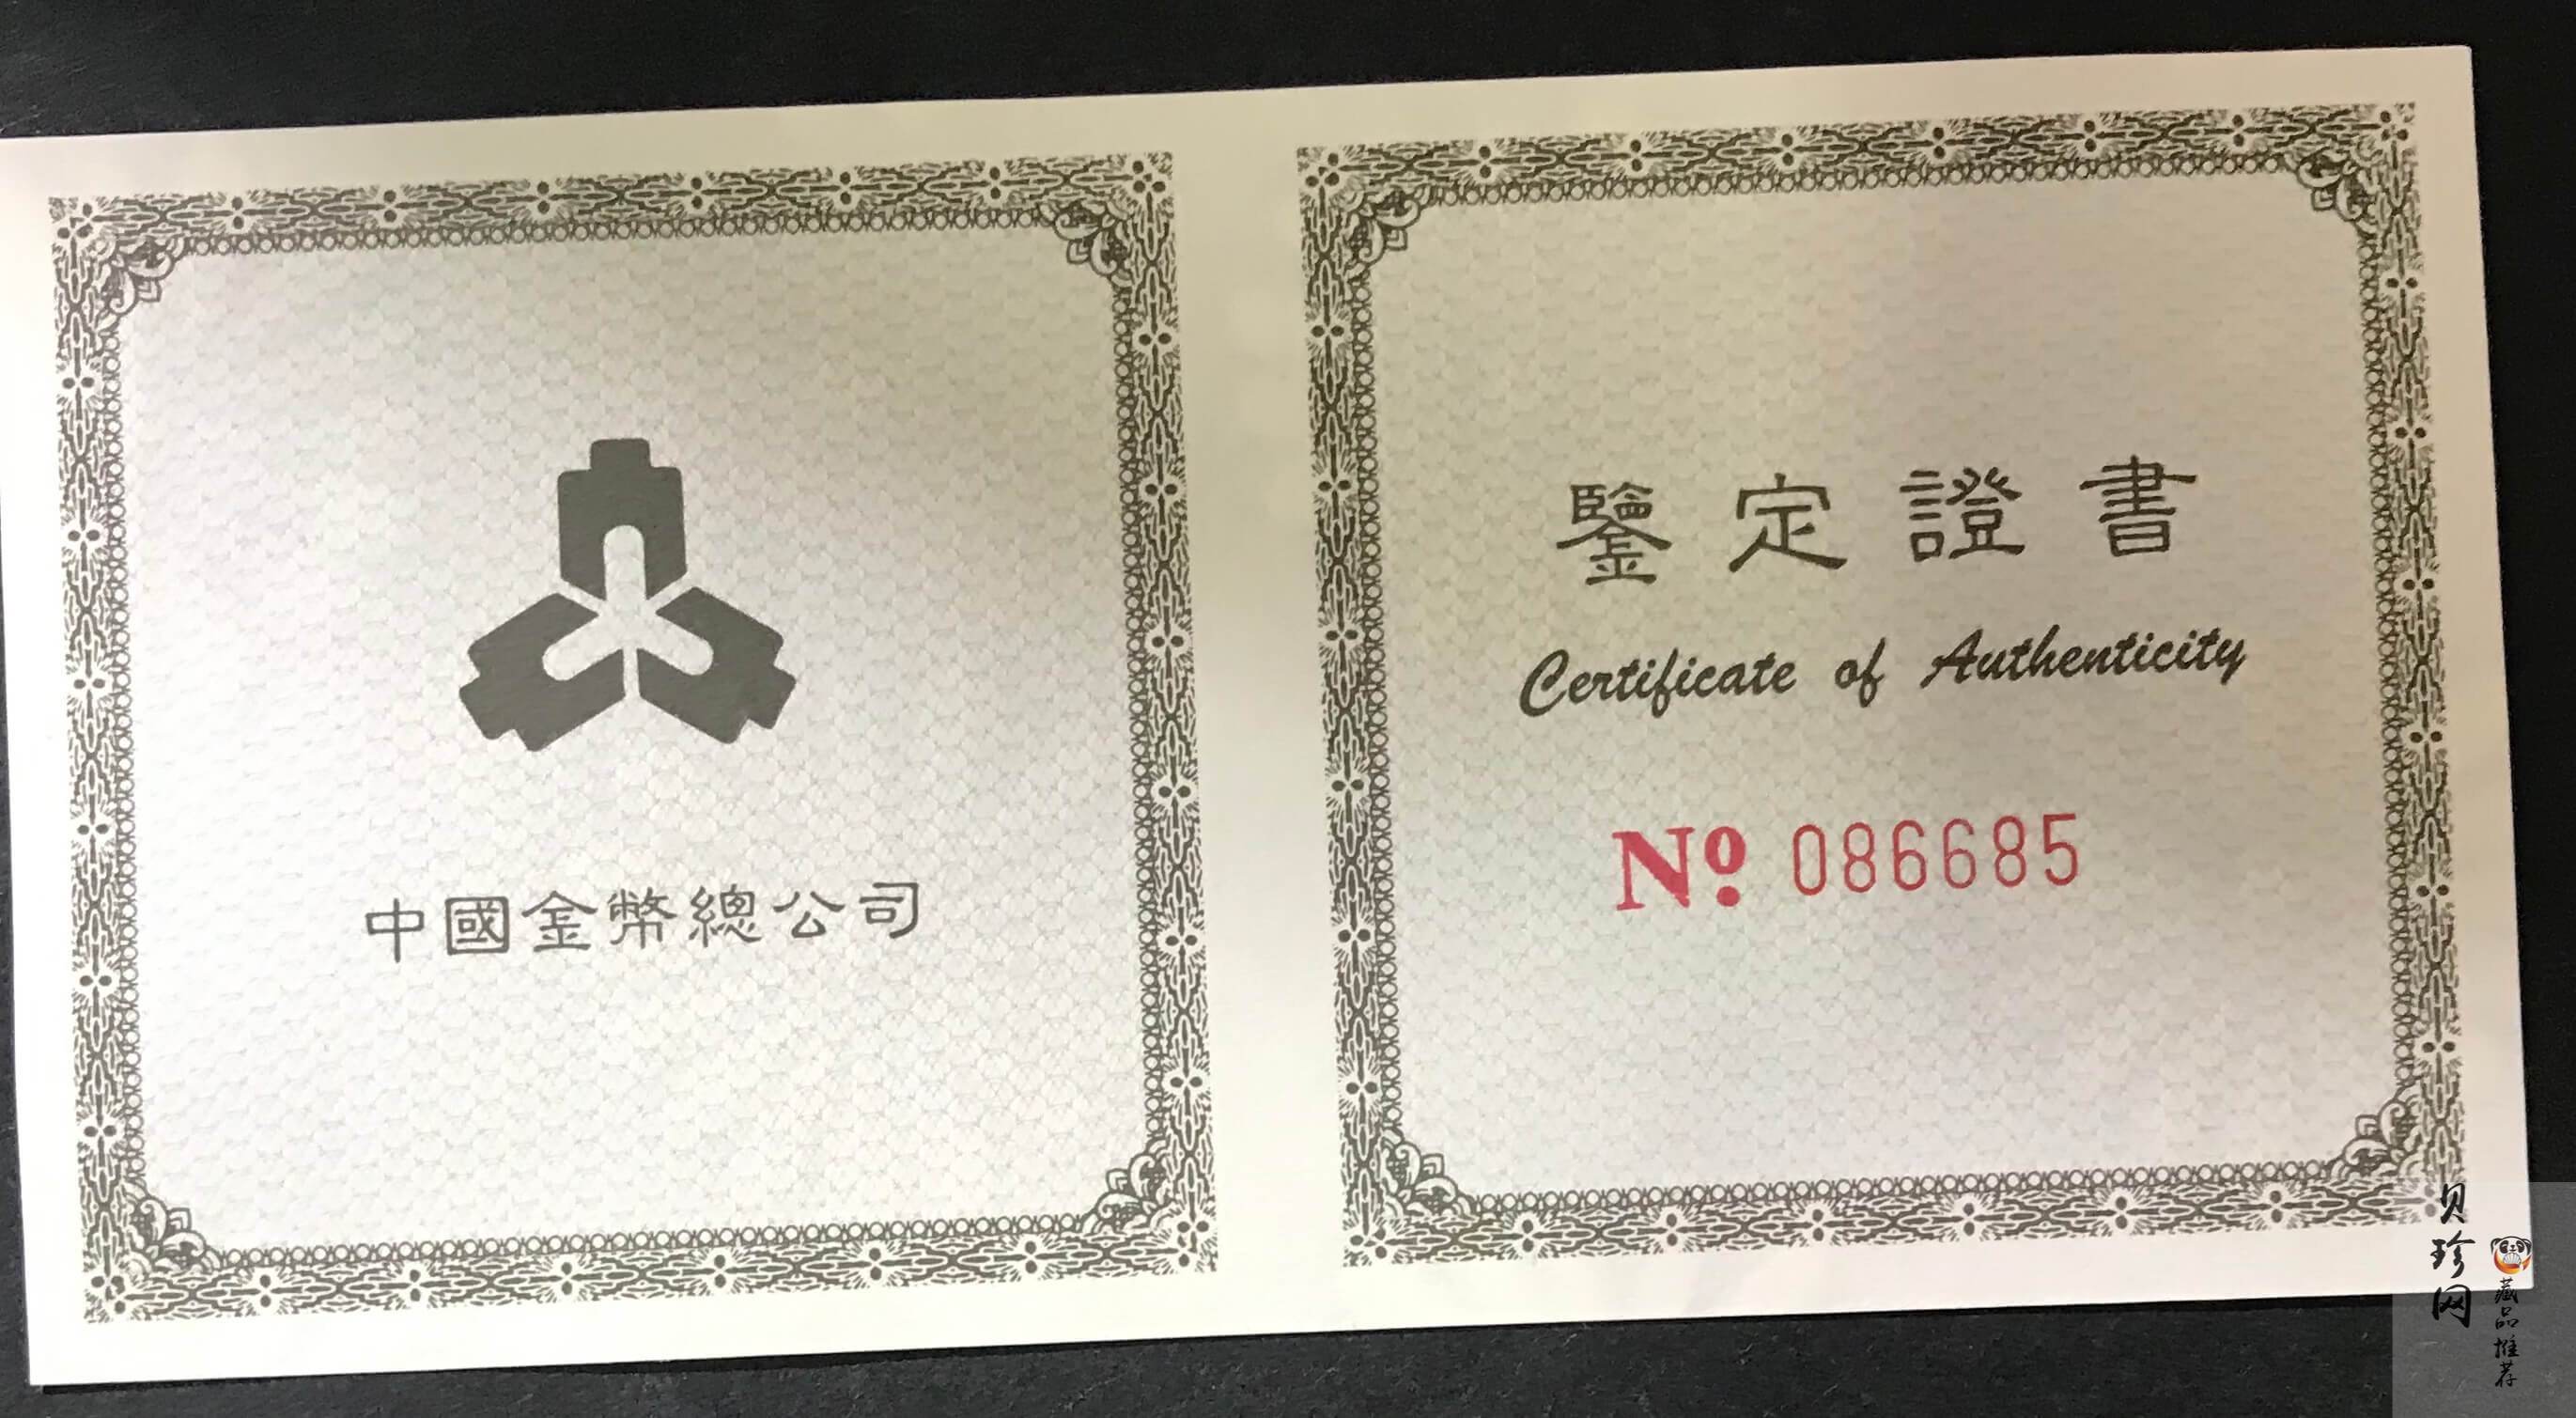 中國金幣總公司
鑒定證書
Certificate of Authenticity
Nº 086685
贝珍网
藏品推荐